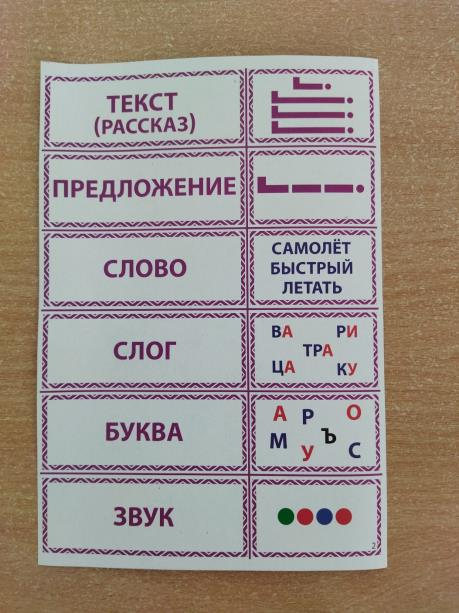 ТЕКСТ
(РАССКАЗ)
ПРЕДЛОЖЕНИЕ
СЛОВО
САМОЛЁТ
БЫСТРЫЙ
ЛЕТАТЬ
СЛОГ
ВА РИ
ТРА
ЦА КУ
БУКВА
А Р О
М Ъ
У С
ЗВУК
2